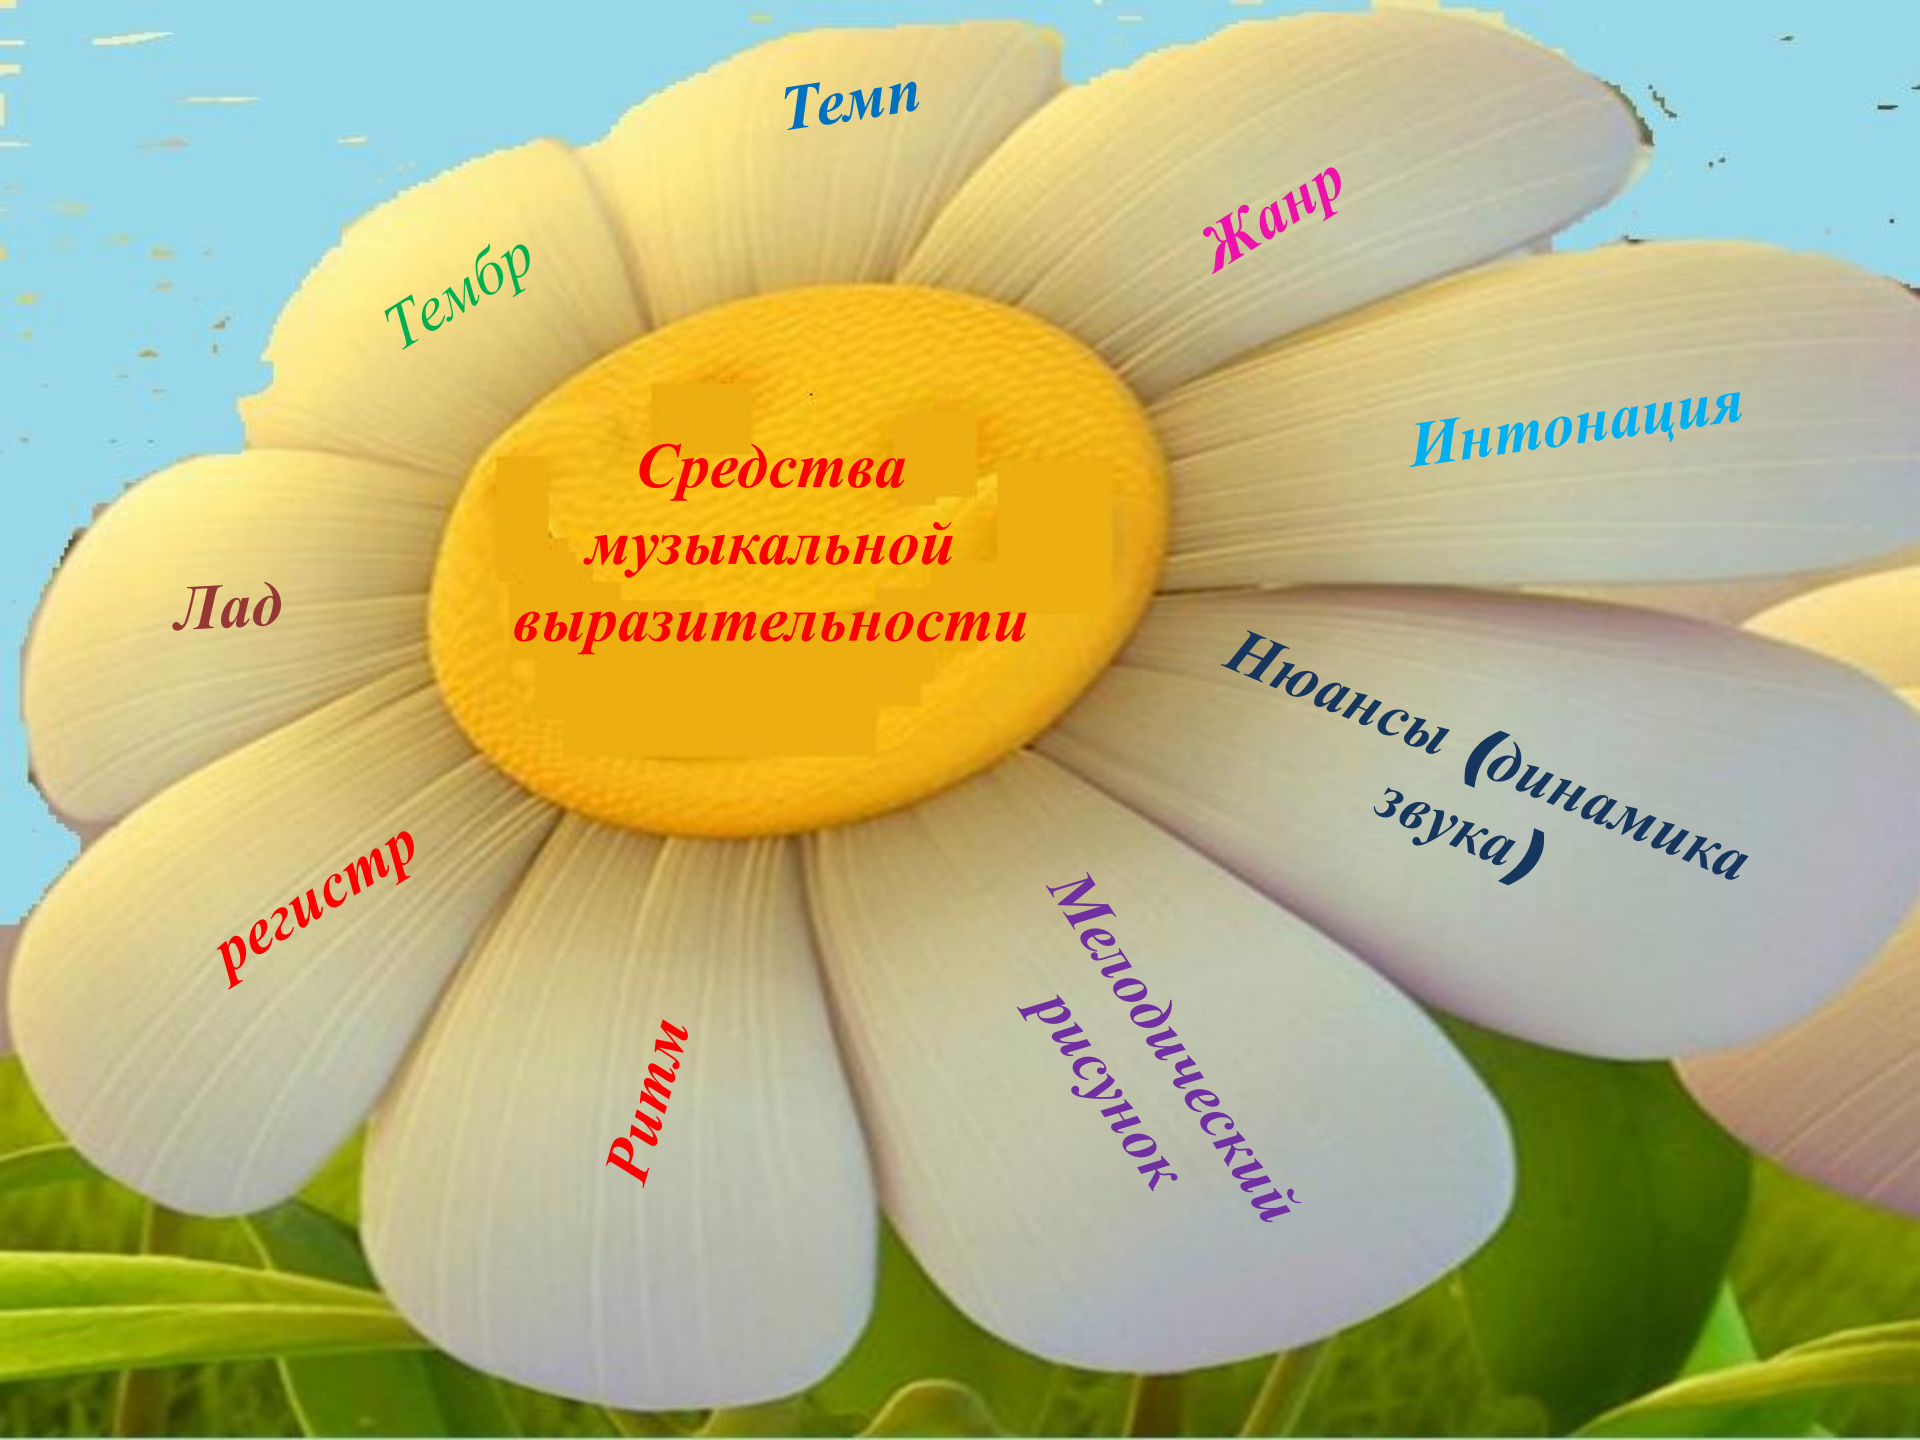 Темп
Жанр
Тембр
Интонация
Средства
музыкальной
выразительности
Лад
Нюансы (динамика
звука)
регистр
Мелодический
рисунок
Ритм